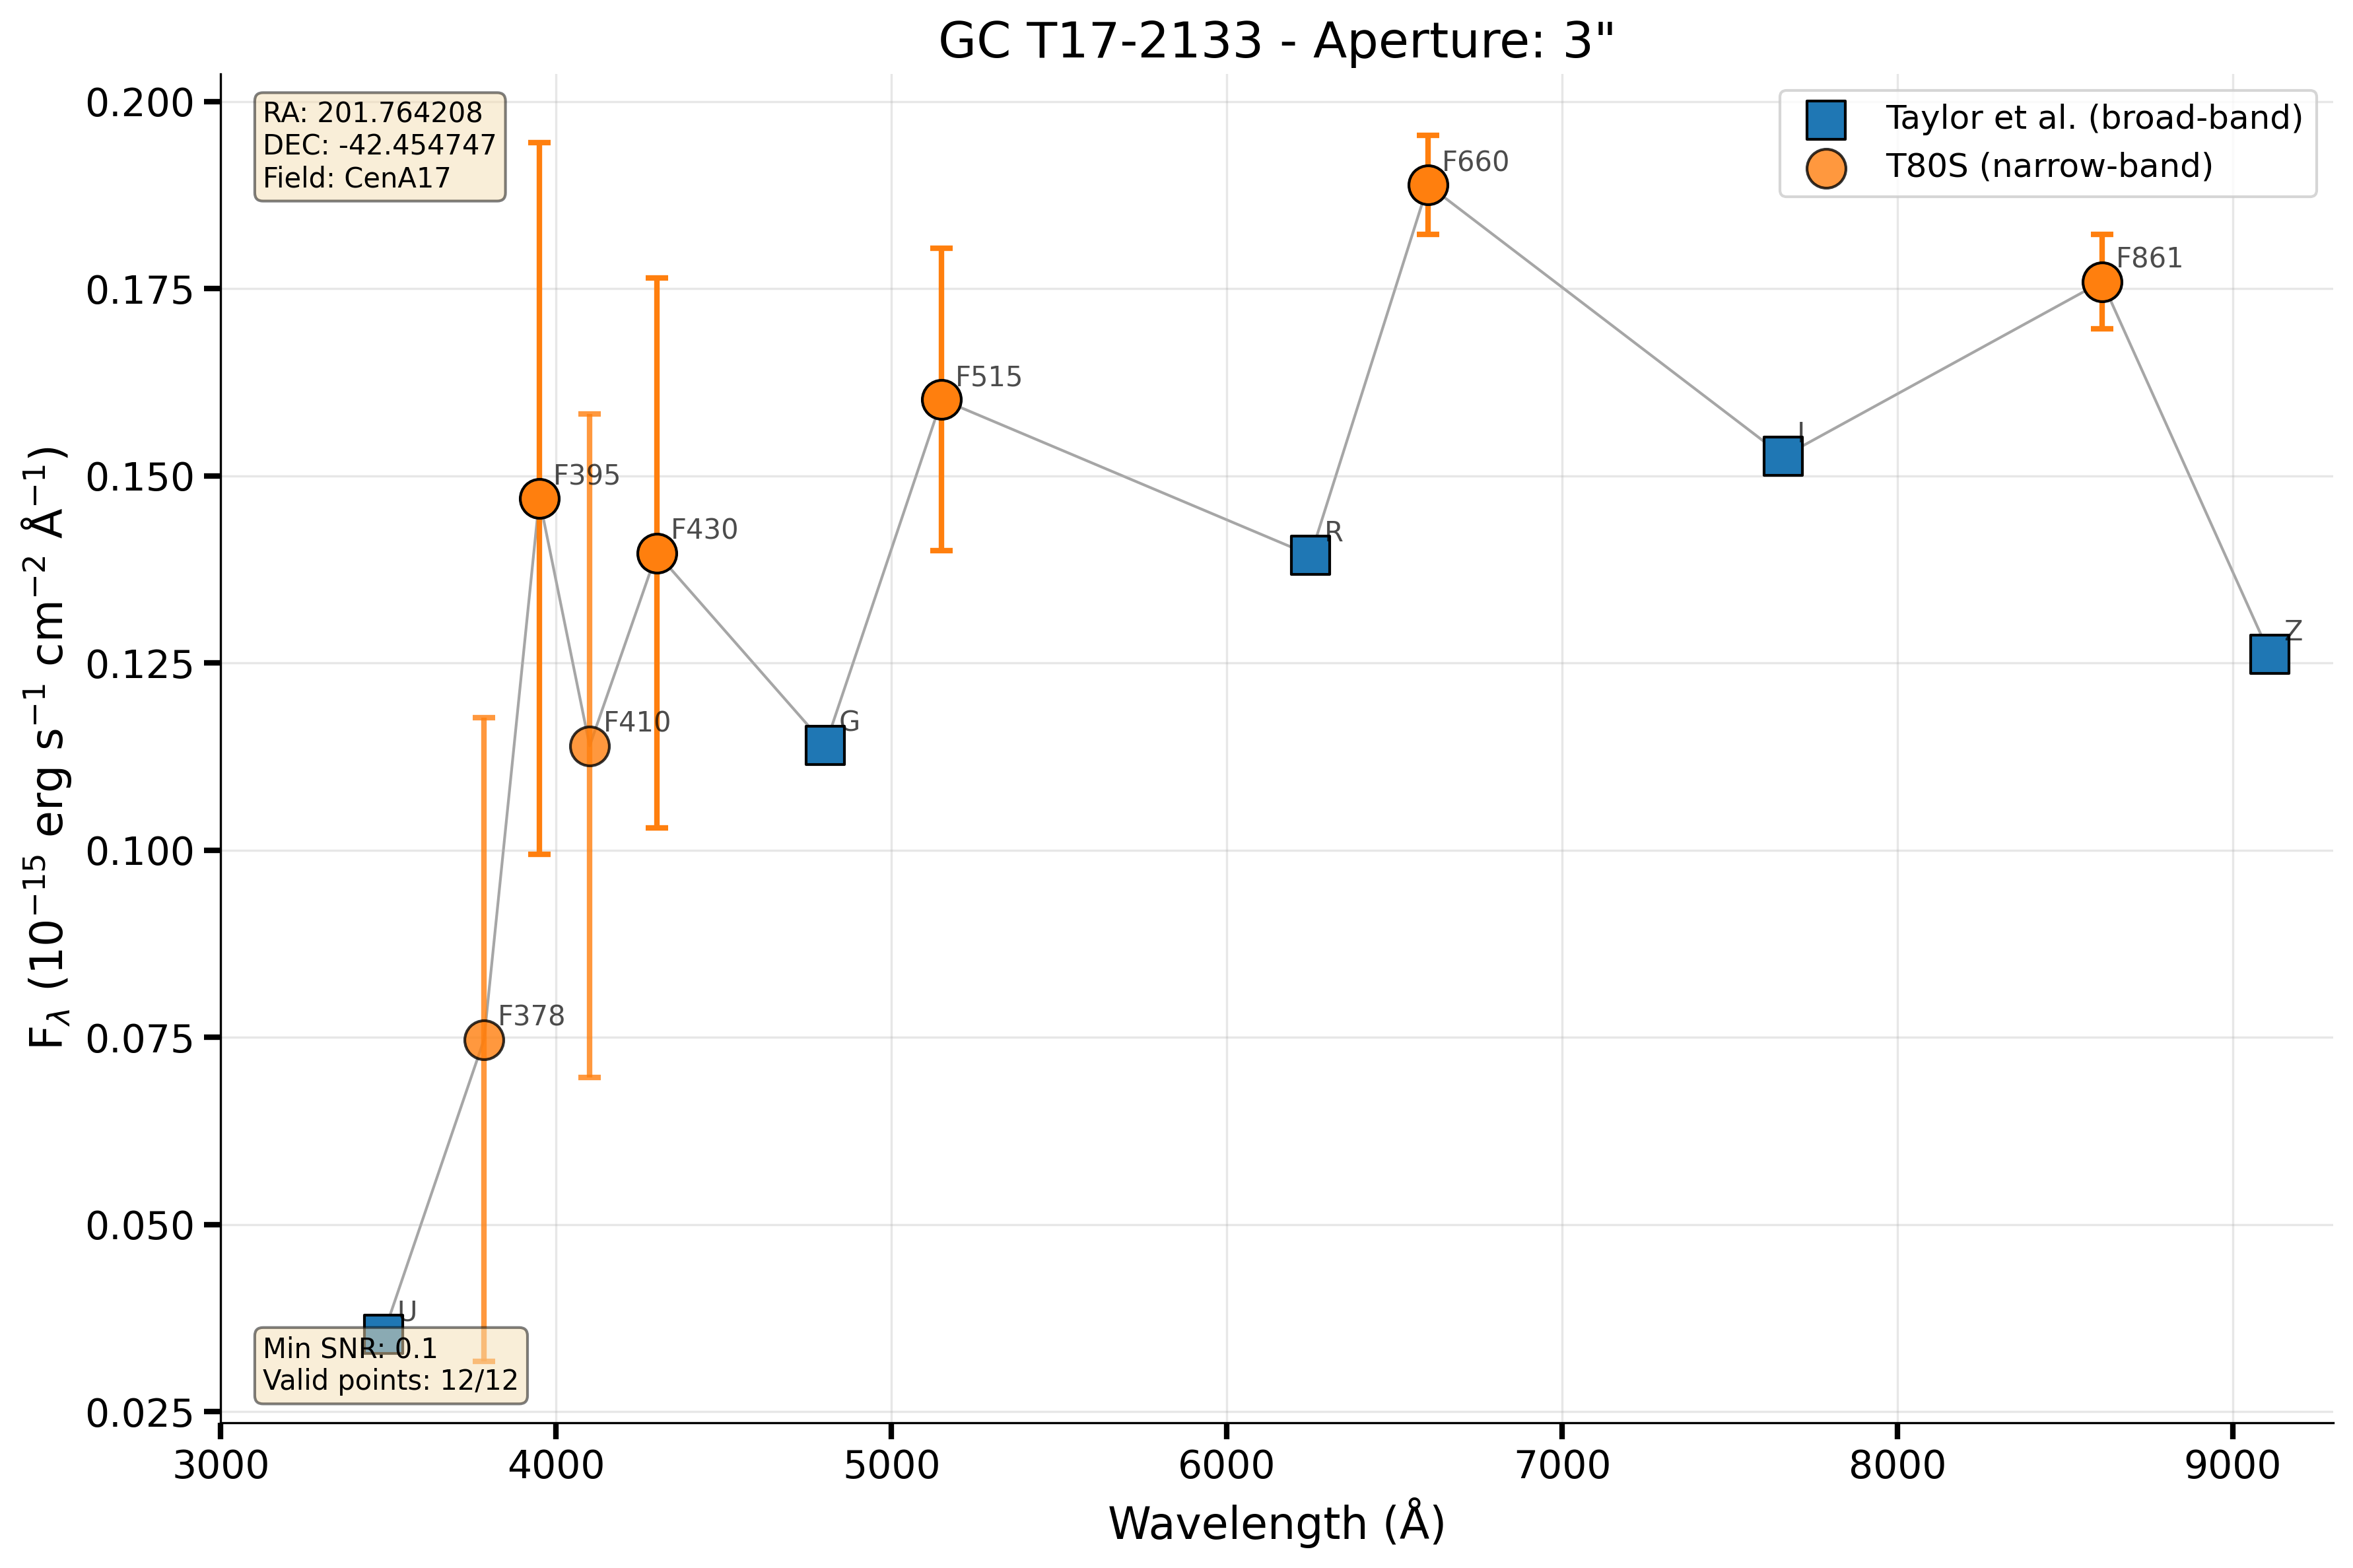 GC T17-2133 - Aperture: 3"
RA: 201.764208
DEC: -42.454747
Field: CenA17
Taylor et al. (broad-band)
T80S (narrow-band)
F660
F861
F515
F395
F430
I
R
F410
G
Z
F378
U
Min SNR: 0.1
Valid points: 12/12
0.200
0.175
0.150
0.125
0.100
0.075
0.050
0.025
F$_{λ}$ (10⁻¹⁵ erg s⁻¹ cm⁻² Å⁻¹)
3000 4000 5000 6000 7000 8000 9000
Wavelength (Å)